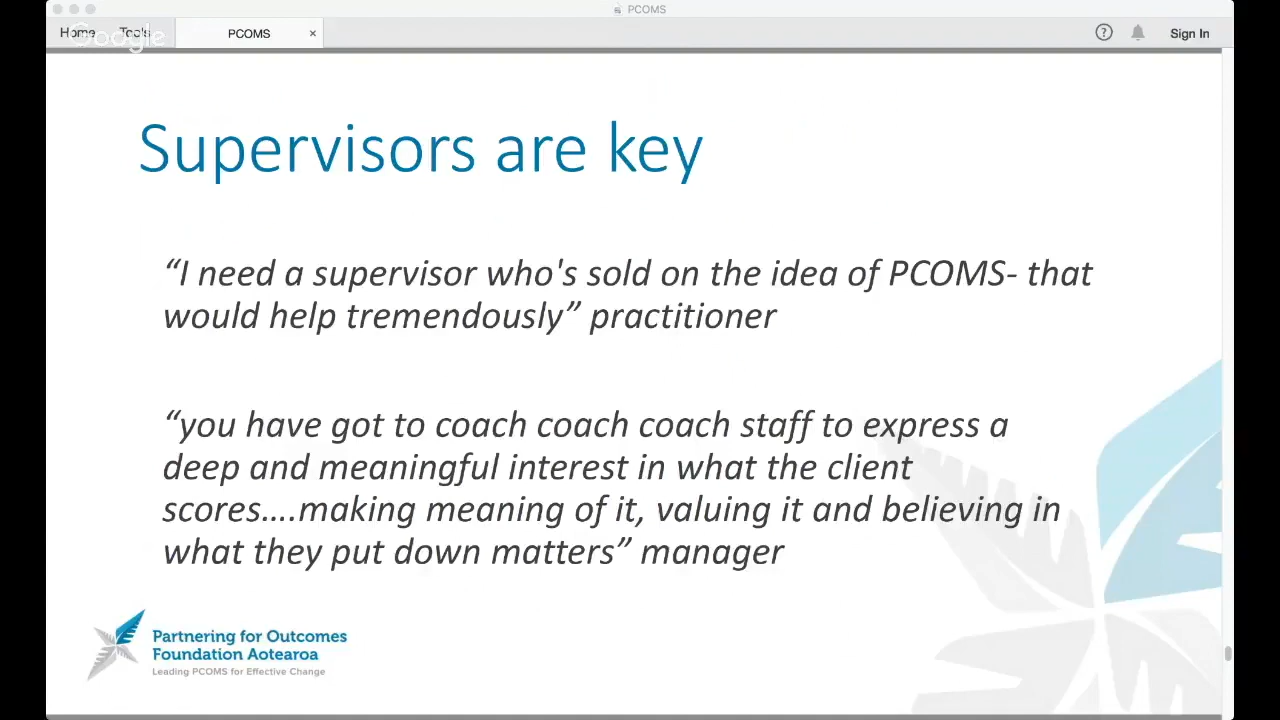 PCOMS
Home Tools PCOMS × ? Sign In
Google
Supervisors are key
“I need a supervisor who's sold on the idea of PCOMS- that
would help tremendously” practitioner
“you have got to coach coach coach staff to express a
deep and meaningful interest in what the client
scores….making meaning of it, valuing it and believing in
what they put down matters” manager
Partnering for Outcomes
Foundation Aotearoa
Leading PCOMS for Effective Change